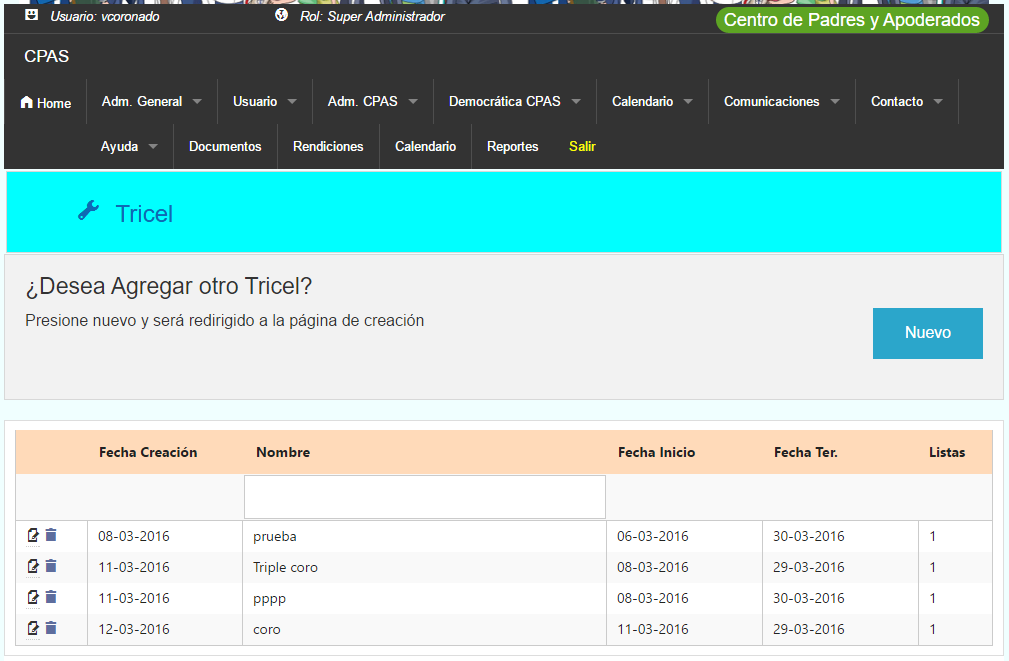 Usuario: vcoronado Rol: Super Administrador Centro de Padres y Apoderados
CPAS
Home Adm. General Usuario Adm. CPAS Democrática CPAS Calendario Comunicaciones Contacto
Ayuda Documentos Rendiciones Calendario Reportes Salir
Tricel
¿Desea Agregar otro Tricel?
Presione nuevo y será redirigido a la página de creación
Nuevo
Fecha Creación Nombre Fecha Inicio Fecha Ter. Listas
08-03-2016 prueba 06-03-2016 30-03-2016 1
11-03-2016 Triple coro 08-03-2016 29-03-2016 1
11-03-2016 pppp 08-03-2016 30-03-2016 1
12-03-2016 coro 11-03-2016 29-03-2016 1